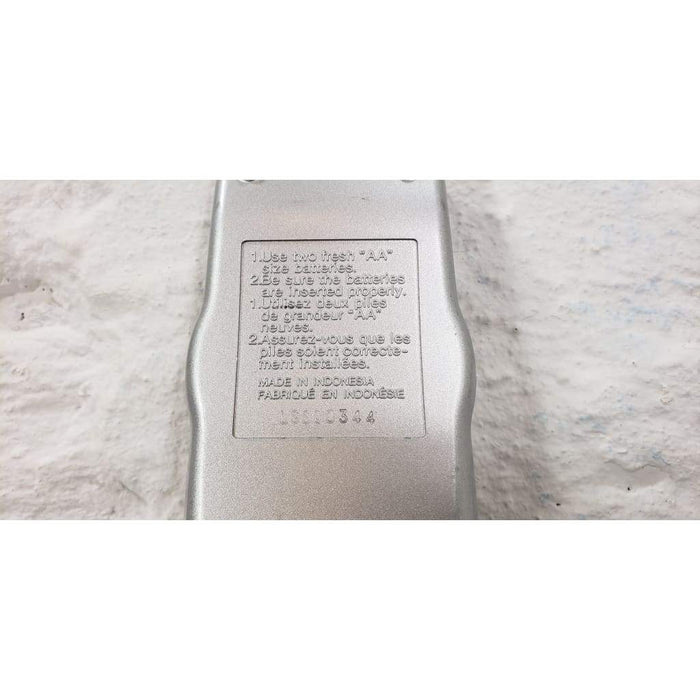 1.Use two fresh "AA"
size batteries.
2.Be sure the batteries
are inserted properly.
1.Utilisez deux piles
de grandeur "AA"
neuves.
2.Assurez-vous que les
piles soient correcte-
ment installées.
MADE IN INDONESIA
FABRIQUÉ EN INDONÉSIE